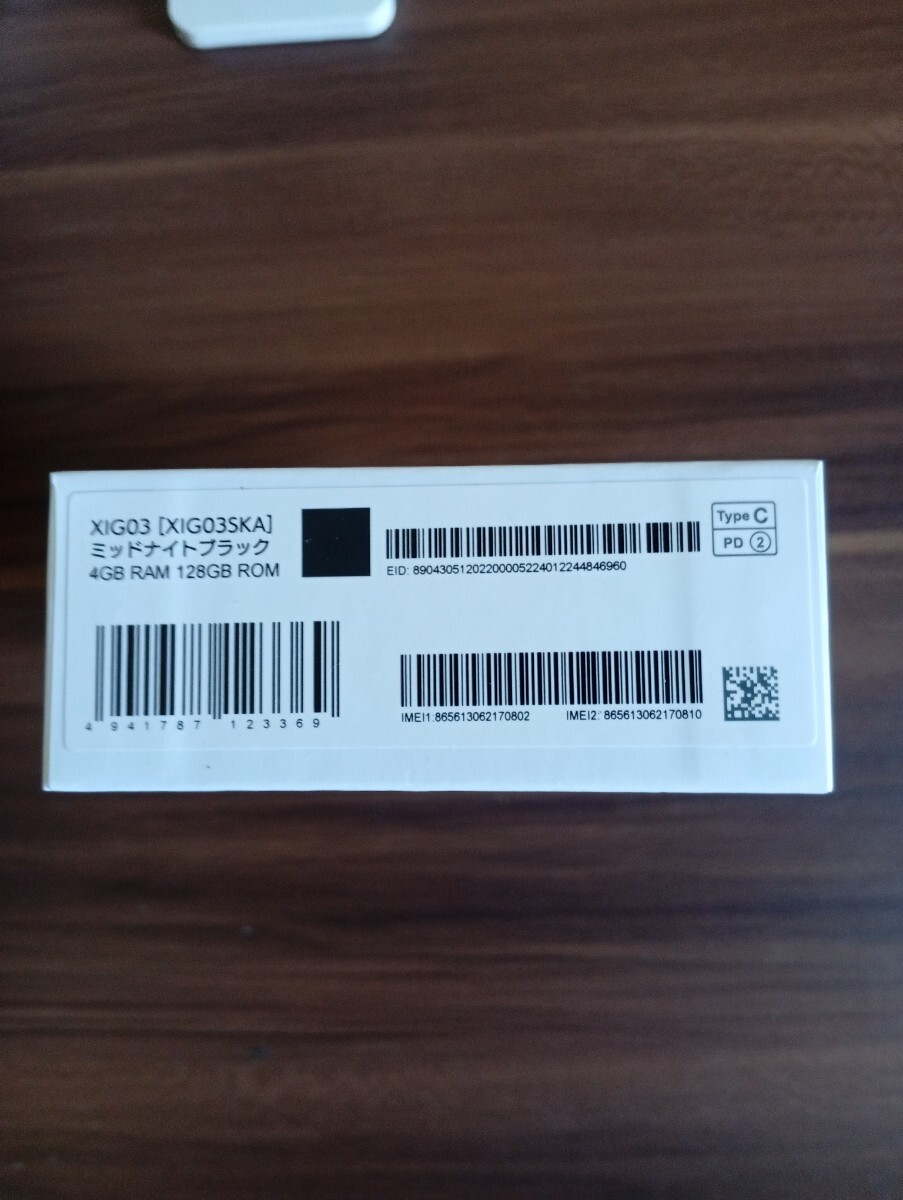 XIG03 [XIG03SKA]
ミッドナイトブラック
4GB RAM 128GB ROM
EID: 89043051202200005224012244846960
Type C
PD 2
4 941787 123369
IMEI1:865613062170802 IMEI2: 865613062170810